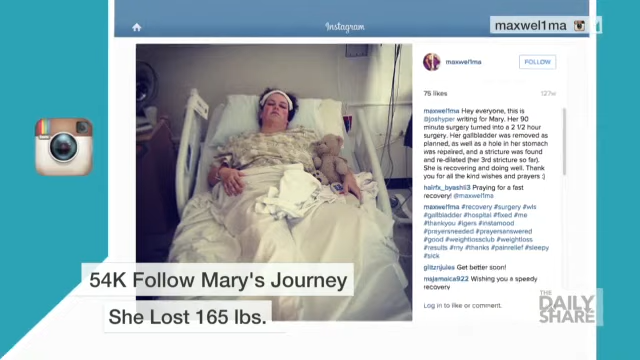 Instagram
maxwel1ma
maxwel1ma
FOLLOW
75 likes
127w
maxwel1ma Hey everyone, this is
@joshyper writing for Mary. Her 90
minute surgery turned into a 2 1/2 hour
surgery. Her gallbladder was removed as
planned, as well as a hole in her stomach
was repaired, and a stricture was found
and re-dilated (her 3rd stricture so far).
She is recovering and doing well. Thank
you for all the kind wishes and prayers :)
hairfx_byashli3 Praying for a fast
recovery! @maxwel1ma
maxwel1ma #recovery #surgery #wls
#gallbladder #hospital #fixed #me
#thankyou #igers #instamood
#prayersneeded #prayersanswered
#good #weightlossclub #weightloss
#results #my #thanks #painrelief #sleepy
#sick
glitznjules Get better soon!
msjamaica922 Wishing you a speedy
recovery
Log in to like or comment.
54K Follow Mary's Journey
She Lost 165 lbs.
THE
DAILY
SHARE